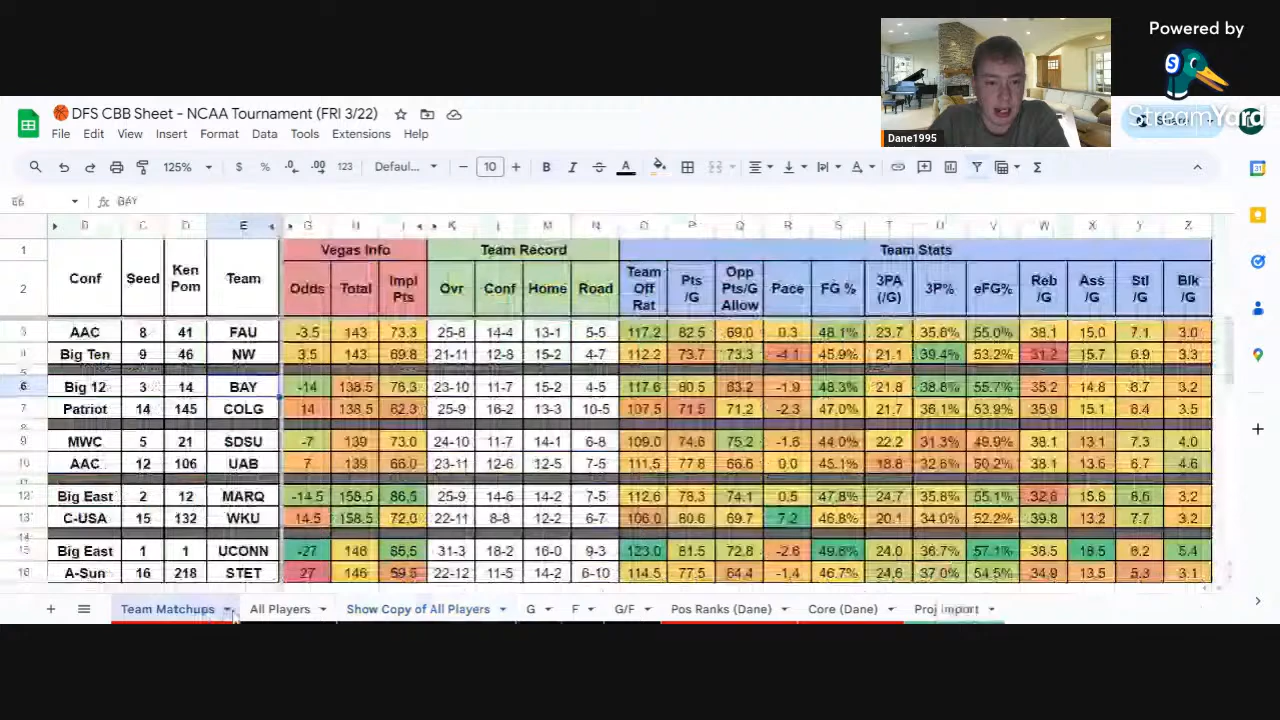 Powered by
StreamYard
Dane1995
DFS CBB Sheet - NCAA Tournament (FRI 3/22)
File Edit View Insert Format Data Tools Extensions Help
125% $ % .0 .00 123 Defaul... − 10 + B I A Σ
E6 fx BAY
C D E G K M O P R S T V W X Z
1 Vegas Info Team Record Team Stats
2 Conf Seed Ken Pom Team Odds Total Impl Pts Ovr Conf Home Road Team Off Rat Pts /G Opp Pts/G Allow Pace FG % 3PA (/G) 3P% eFG% Reb /G Ass /G Stl /G Blk /G
AAC 8 41 FAU -3.5 143 73.3 25-8 14-4 13-1 5-5 117.2 82.5 69.0 0.3 48.1% 23.7 35.6% 55.0% 38.1 15.0 7.1 3.0
Big Ten 9 46 NW 3.5 143 69.8 21-11 12-8 15-2 4-7 112.2 73.7 73.3 -4.1 45.9% 21.1 39.4% 53.2% 31.2 15.7 6.9 3.3
6 Big 12 3 14 BAY -14 138.5 76.3 23-10 11-7 15-2 4-5 117.6 80.5 63.2 -1.9 48.3% 21.8 38.8% 55.7% 35.2 14.8 6.7 3.2
7 Patriot 14 145 COLG 14 138.5 62.3 25-9 16-2 13-3 10-5 107.5 71.5 71.2 -2.3 47.0% 21.7 36.1% 53.9% 35.9 15.1 6.4 3.5
9 MWC 5 21 SDSU -7 139 73.0 24-10 11-7 14-1 6-8 109.0 74.6 75.2 -1.6 44.0% 22.2 31.3% 49.9% 38.1 13.1 7.3 4.0
10 AAC 12 106 UAB 7 139 66.0 23-11 12-6 12-5 7-5 111.5 77.8 66.6 0.0 45.1% 18.8 32.6% 50.2% 38.1 13.6 6.7 4.6
12 Big East 2 12 MARQ -14.5 158.5 86.5 25-9 14-6 14-2 7-5 112.6 78.3 74.1 0.5 47.8% 24.7 35.8% 55.1% 32.8 15.6 8.6 3.2
13 C-USA 15 132 WKU 14.5 158.5 72.0 22-11 8-8 12-2 6-7 106.0 80.6 69.7 7.2 46.8% 20.1 34.0% 52.2% 39.8 13.2 7.7 3.2
15 Big East 1 1 UCONN -27 146 86.5 31-3 18-2 16-0 9-3 123.0 81.5 72.8 -2.6 49.6% 24.0 36.7% 57.1% 38.5 18.5 6.2 5.4
16 A-Sun 16 218 STET 27 146 59.5 22-12 11-5 14-2 6-10 114.5 77.5 64.4 -1.4 46.7% 24.6 37.0% 54.5% 34.9 13.5 5.3 3.1
Team Matchups All Players Show Copy of All Players G F G/F Pos Ranks (Dane) Core (Dane) Proj Import